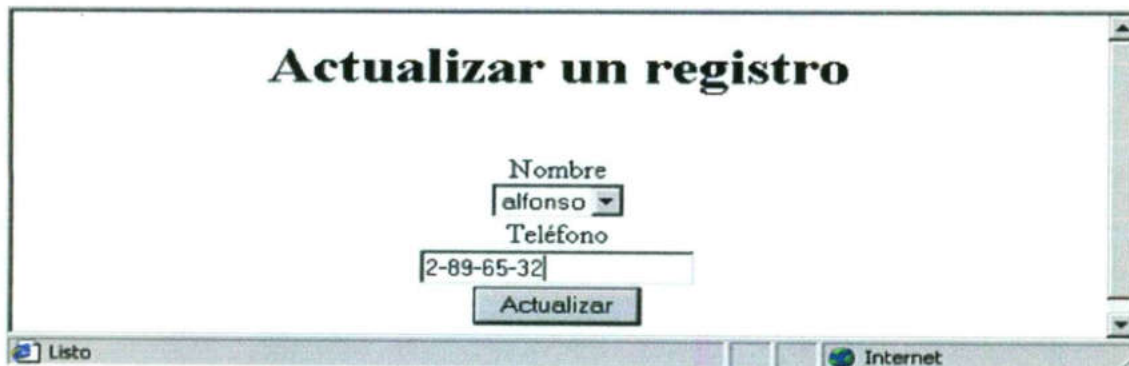 Actualizar un registro
Nombre
alfonso
Teléfono
2-89-65-32
Actualizar
Listo
Internet